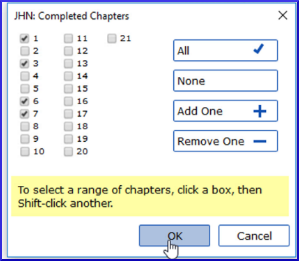 JHN: Completed Chapters
1 11 21
2 12
3 13
4 14
5 15
6 16
7 17
8 18
9 19
10 20
All
None
Add One
Remove One
To select a range of chapters, click a box, then
Shift-click another.
OK
Cancel